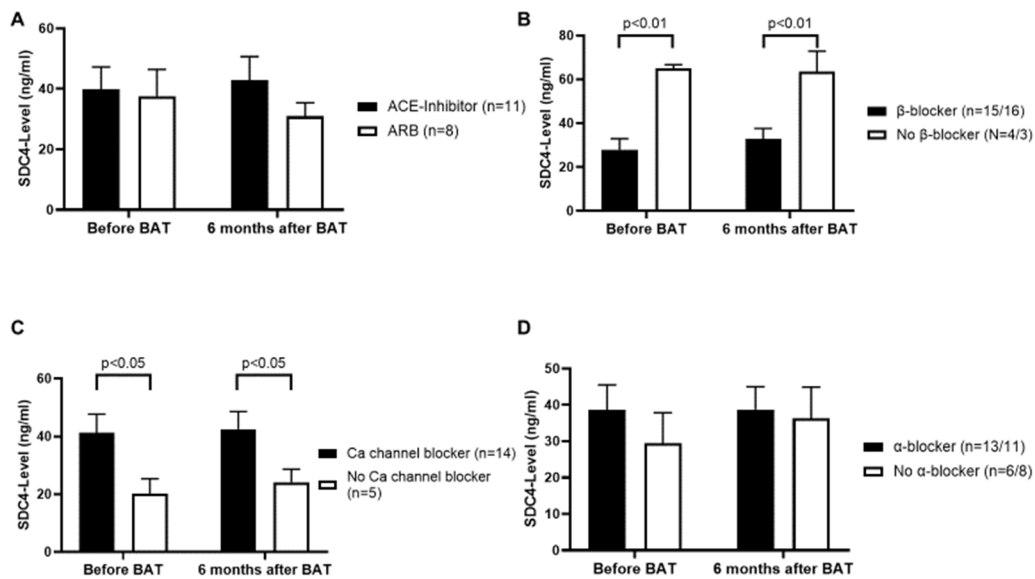 A
SDC4-Level (ng/ml)
60
40
20
0
Before BAT
6 months after BAT
ACE-Inhibitor (n=11)
ARB (n=8)
B
SDC4-Level (ng/ml)
80
60
40
20
0
p<0.01
p<0.01
Before BAT
6 months after BAT
β-blocker (n=15/16)
No β-blocker (N=4/3)
C
SDC4-Level (ng/ml)
60
40
20
0
p<0.05
p<0.05
Before BAT
6 months after BAT
Ca channel blocker (n=14)
No Ca channel blocker
(n=5)
D
SDC4-Level (ng/ml)
50
40
30
20
10
0
Before BAT
6 months after BAT
α-blocker (n=13/11)
No α-blocker (n=6/8)